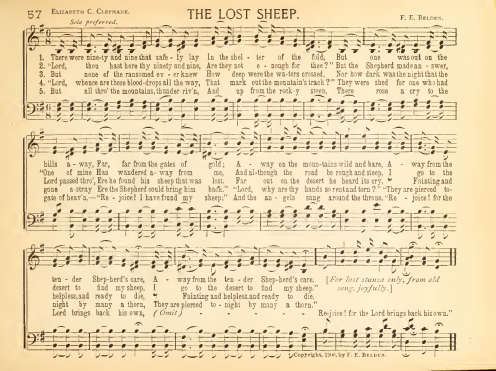 57 ELIZABETH C. CLEPHANE. THE LOST SHEEP.
Solo preferred. F. E. BELDEN.
1. There were ninety and nine that safe - ly lay In the shel - ter of the fold, But one was out on the
2. "Lord, thou hast here thy ninety and nine, Are they not e - nough for thee?" But the Shepherd made an - swer,
3. But none of the ransomed ev - er knew How deep were the wa-ters crossed, Nor how dark was the night that the
4. "Lord, whence are these blood-drops all the way, That mark out the mountain's track?" They were shed for one who had
5. But all thro' the mountains, thunder riv'n, And up from the rock-y steep, There rose a cry to the
hills a - way, Far, far from the gates of gold; A - way on the moun-tains wild and bare, A - way from the
"One of mine Has wandered a- way from me, And al-though the road be rough and steep, I go to the
Lord passed thro', Ere he found his sheep that was lost. Far out on the desert he heard its cry, Fainting and
gone a stray Ere the Shepherd could bring him back." "Lord, why are thy hands so rent and torn?" "They are pierced to-
gate of heav'n,—"Re - joice! I have found my sheep;" And the an - gels sang around the throne, "Re - joice! for the
ten - der Shep-herd's care, A - way from the ten - der Shep-herd's care. [For last stanza only, from old
desert to find my sheep, I go to the desert to find my sheep." song, joyfully.]
helpless, and ready to die, Fainting and helpless, and ready to die.
night by many a thorn, They are pierced to - night by many a thorn."
Lord brings back his own, (Omit) - - - - Re-joice! for the Lord brings back his own."
Copyright, 1900, by F. E. BELDEN.